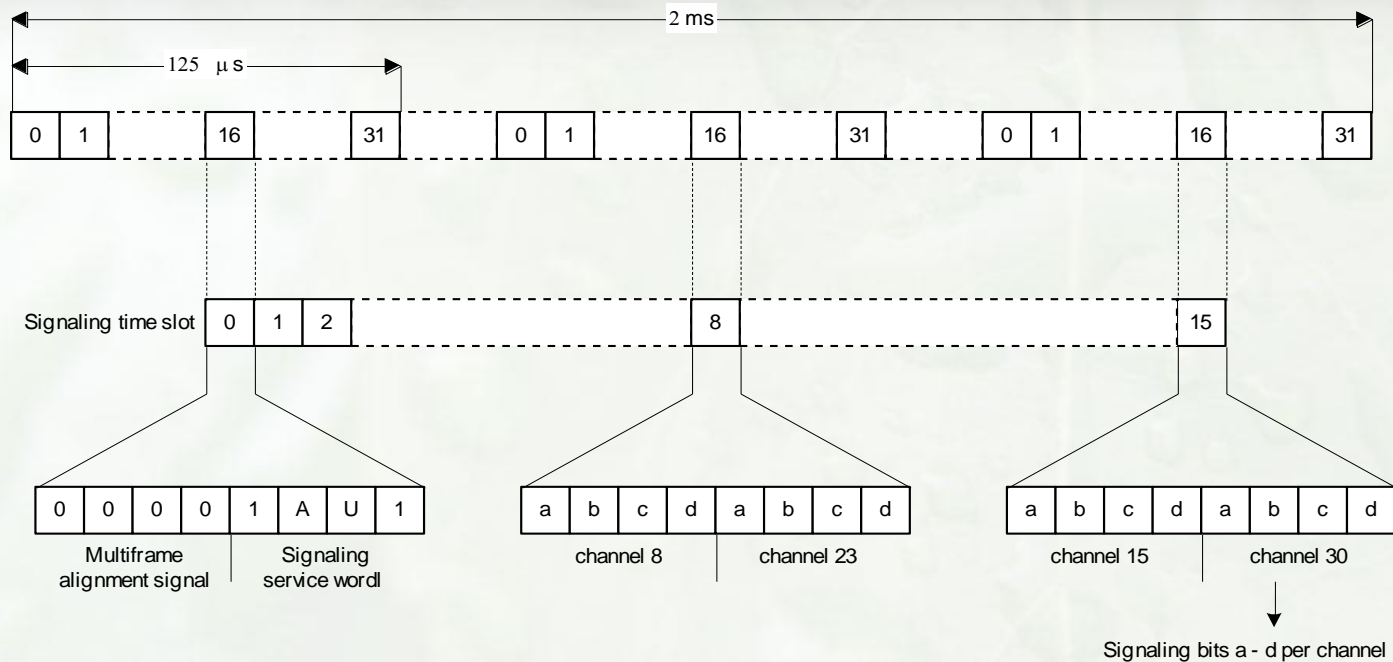 2 ms
125 μs
0 1 16 31 0 1 16 31 0 1 16 31
Signaling time slot 0 1 2 8 15
0 0 0 0 1 A U 1 a b c d a b c d a b c d a b c d
Multiframe alignment signal
Signaling service wordl
channel 8 channel 23 channel 15 channel 30
Signaling bits a - d per channel